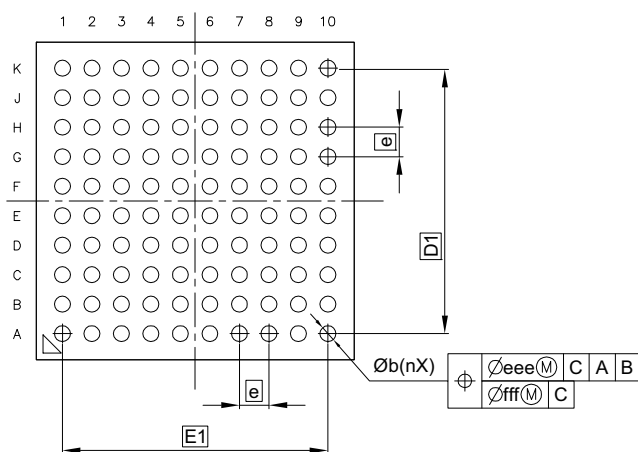 1 2 3 4 5 6 7 8 9 10
K
J
H
e
G
F
E
D1
D
C
B
A
Øb(nX)
Øeee Ⓜ C A B
Øfff Ⓜ C
e
E1